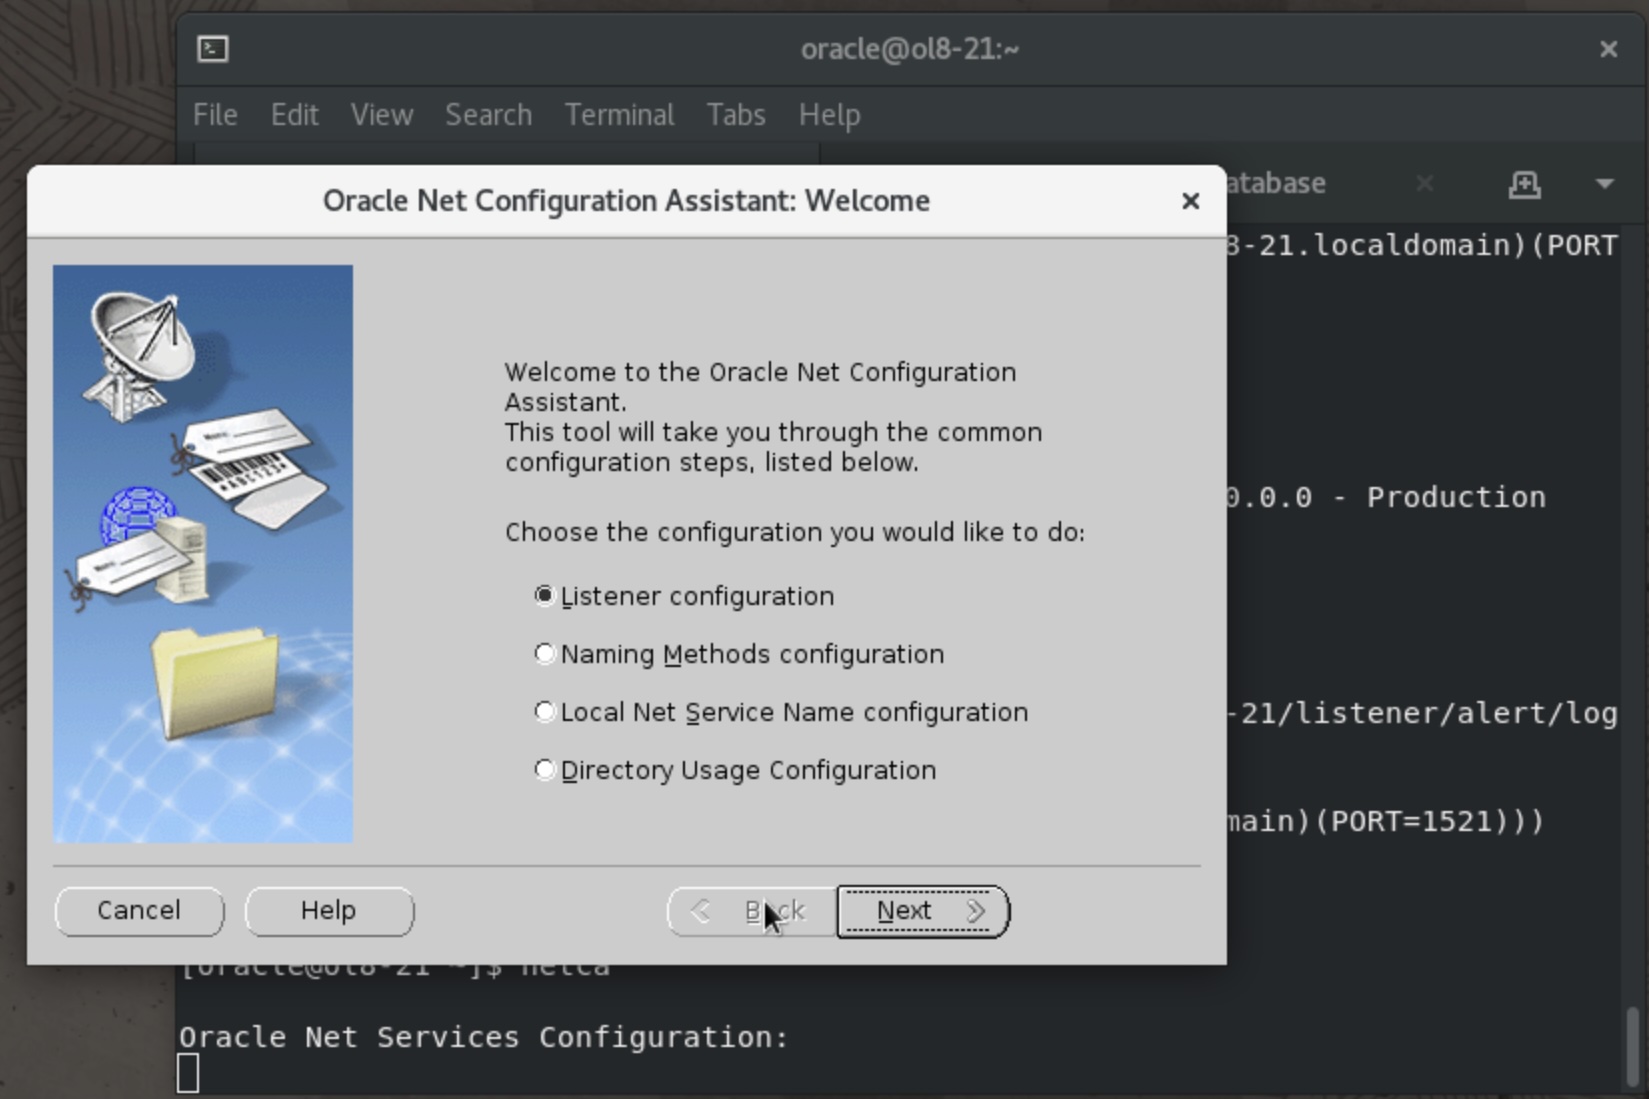 oracle@ol8-21:~
File Edit View Search Terminal Tabs Help
Oracle Net Configuration Assistant: Welcome
atabase
8-21.localdomain)(PORT
Welcome to the Oracle Net Configuration
Assistant.
This tool will take you through the common
configuration steps, listed below.
0.0.0 - Production
Choose the configuration you would like to do:
Listener configuration
Naming Methods configuration
Local Net Service Name configuration
-21/listener/alert/log
Directory Usage Configuration
main)(PORT=1521)))
Cancel Help Back Next
[oracle@ol8-21 ~]$ netca
Oracle Net Services Configuration: